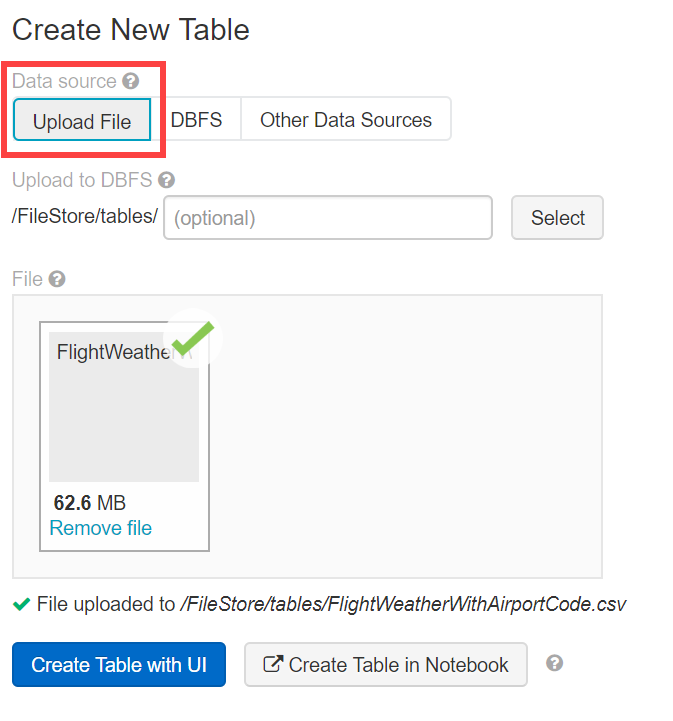 Create New Table
Data source ?
Upload File DBFS Other Data Sources
Upload to DBFS ?
/FileStore/tables/ (optional) Select
File ?
FlightWeather
62.6 MB
Remove file
File uploaded to /FileStore/tables/FlightWeatherWithAirportCode.csv
Create Table with UI Create Table in Notebook ?